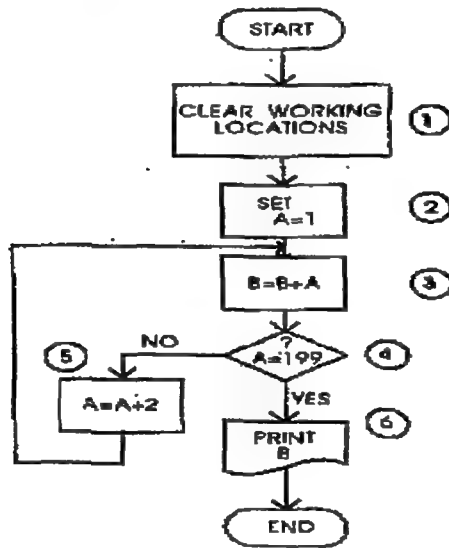 START
CLEAR WORKING
LOCATIONS
1
SET
A=1
2
B=B+A
3
?
A=199
4
NO
5
A=A+2
YES
6
PRINT
B
END